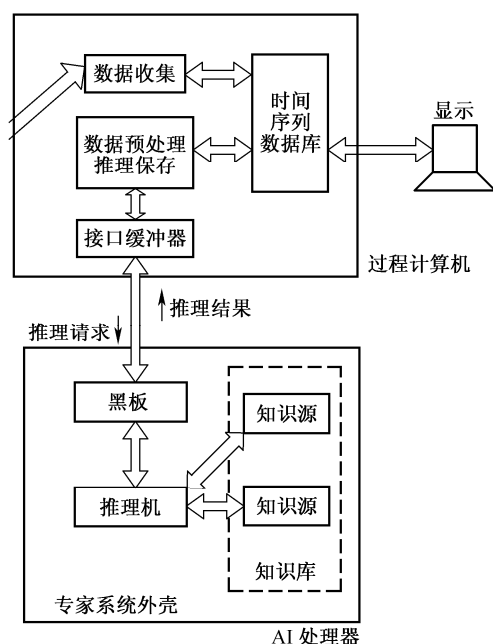 数据收集
时间
序列
数据库
显示
数据预处理
推理保存
接口缓冲器
过程计算机
推理结果
推理请求
黑板
知识源
推理机
知识源
知识库
专家系统外壳
AI 处理器